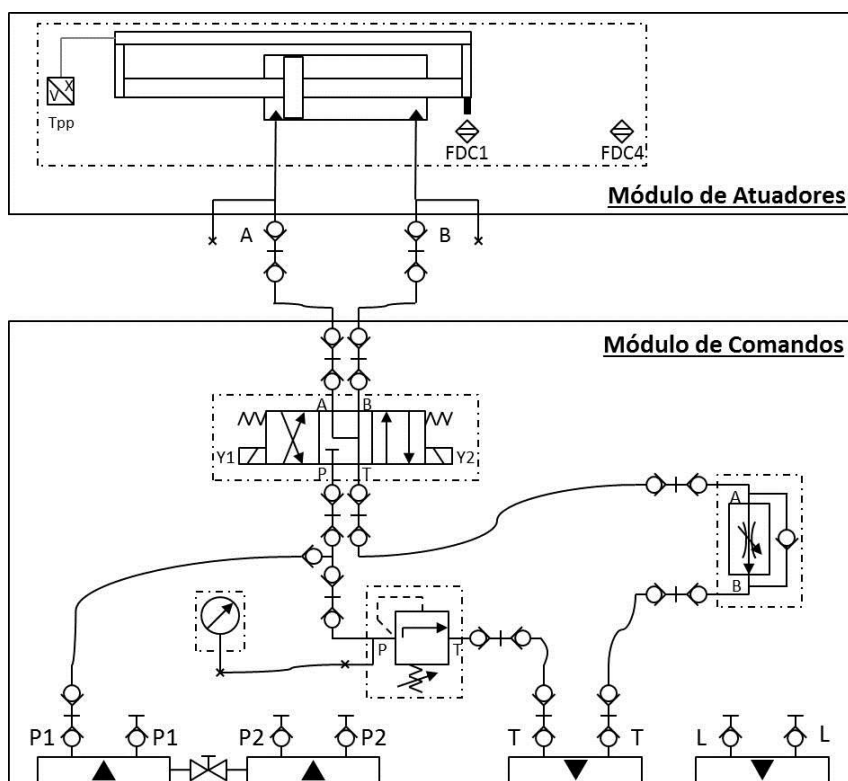 V X
Tpp
FDC1 FDC4
Módulo de Atuadores
A B
Módulo de Comandos
A B
Y1 Y2
P T
A
B
P T
P1 P1 P2 P2 T T L L